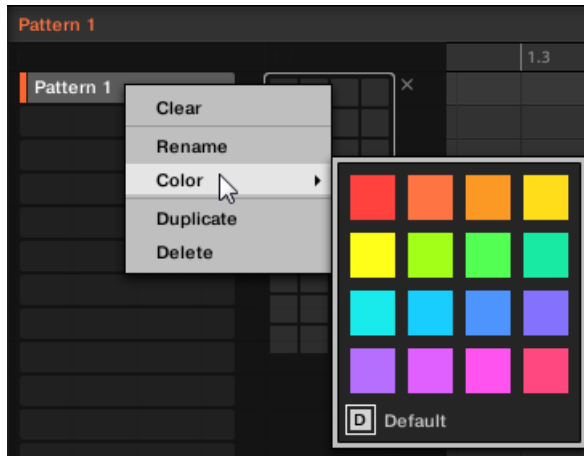 Pattern 1
1.3
Pattern 1
Clear
Rename
Color
Duplicate
Delete
D Default